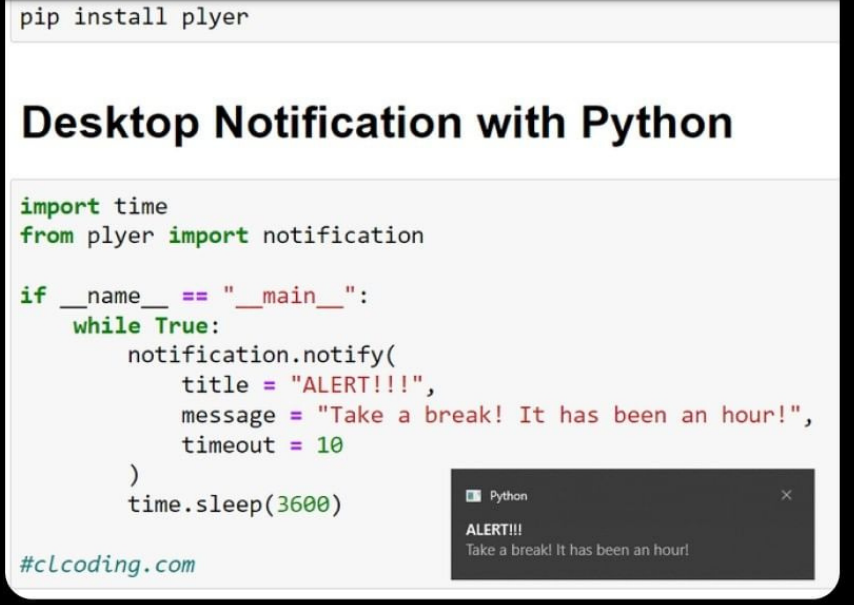 pip install plyer
Desktop Notification with Python
import time
from plyer import notification
if __name__ == "__main__":
    while True:
        notification.notify(
            title = "ALERT!!!",
            message = "Take a break! It has been an hour!",
            timeout = 10
        )
        time.sleep(3600)
#clcoding.com
Python
ALERT!!!
Take a break! It has been an hour!